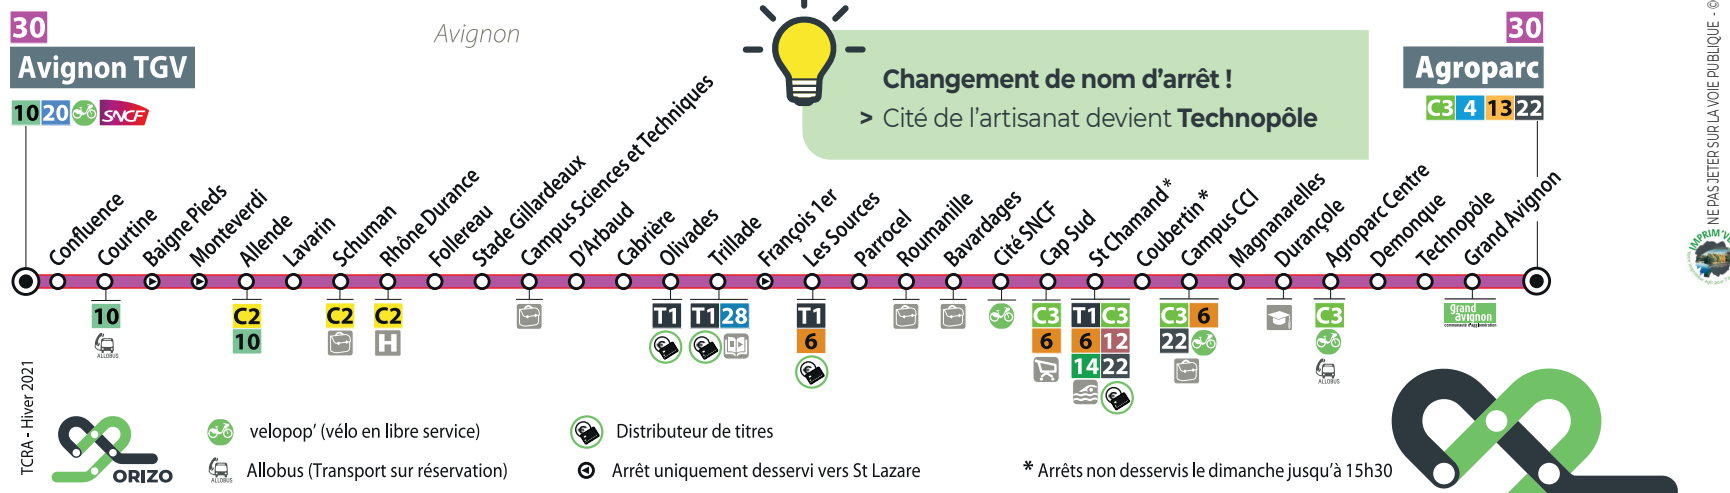 30
Avignon TGV
10 20 SNCF
Avignon
Changement de nom d'arrêt !
> Cité de l'artisanat devient Technopôle
30
Agroparc
C3 4 13 22
Confluence
Courtine
Baigne Pieds
Monteverdi
Allende
Lavarin
Schuman
Rhône Durance
Follereau
Stade Gillardeaux
Campus Sciences et Techniques
D'Arbaud
Cabrière
Olivades
Trillade
François 1er
Les Sources
Parrocel
Roumanille
Bavardages
Cité SNCF
Cap Sud
St Chamand *
Coubertin *
Campus CCI
Magnanarelles
Durançole
Agroparc Centre
Demonque
Technopôle
Grand Avignon
10
ALLOBUS
C2
10
C2
C2
H
T1
T1 28
T1
6
C3
6
T1 C3
6 12
14 22
C3 6
22
C3
ALLOBUS
grand
avignon
communauté d'agglomération
TCRA - Hiver 2021
ORIZO
velopop' (vélo en libre service)
ALLOBUS
Allobus (Transport sur réservation)
Distributeur de titres
Arrêt uniquement desservi vers St Lazare
* Arrêts non desservis le dimanche jusqu'à 15h30
NE PAS JETER SUR LA VOIE PUBLIQUE - ©